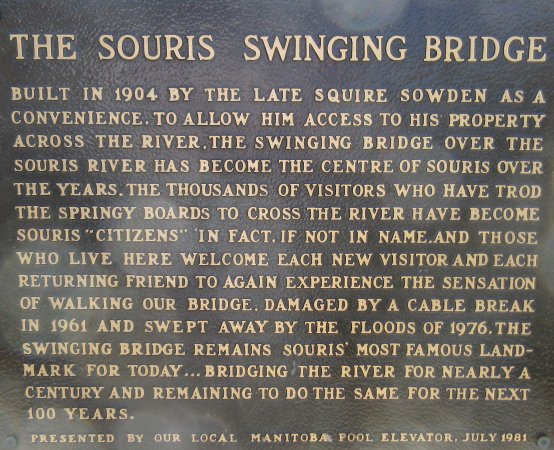 THE SOURIS SWINGING BRIDGE
BUILT IN 1904 BY THE LATE SQUIRE SOWDEN AS A
CONVENIENCE, TO ALLOW HIM ACCESS TO HIS PROPERTY
ACROSS THE RIVER, THE SWINGING BRIDGE OVER THE
SOURIS RIVER HAS BECOME THE CENTRE OF SOURIS OVER
THE YEARS. THE THOUSANDS OF VISITORS WHO HAVE TROD
THE SPRINGY BOARDS TO CROSS THE RIVER HAVE BECOME
SOURIS "CITIZENS" IN FACT, IF NOT IN NAME. AND THOSE
WHO LIVE HERE WELCOME EACH NEW VISITOR AND EACH
RETURNING FRIEND TO AGAIN EXPERIENCE THE SENSATION
OF WALKING OUR BRIDGE. DAMAGED BY A CABLE BREAK
IN 1961 AND SWEPT AWAY BY THE FLOODS OF 1976, THE
SWINGING BRIDGE REMAINS SOURIS' MOST FAMOUS LAND-
MARK FOR TODAY... BRIDGING THE RIVER FOR NEARLY A
CENTURY AND REMAINING TO DO THE SAME FOR THE NEXT
100 YEARS.
PRESENTED BY OUR LOCAL MANITOBA POOL ELEVATOR, JULY 1981